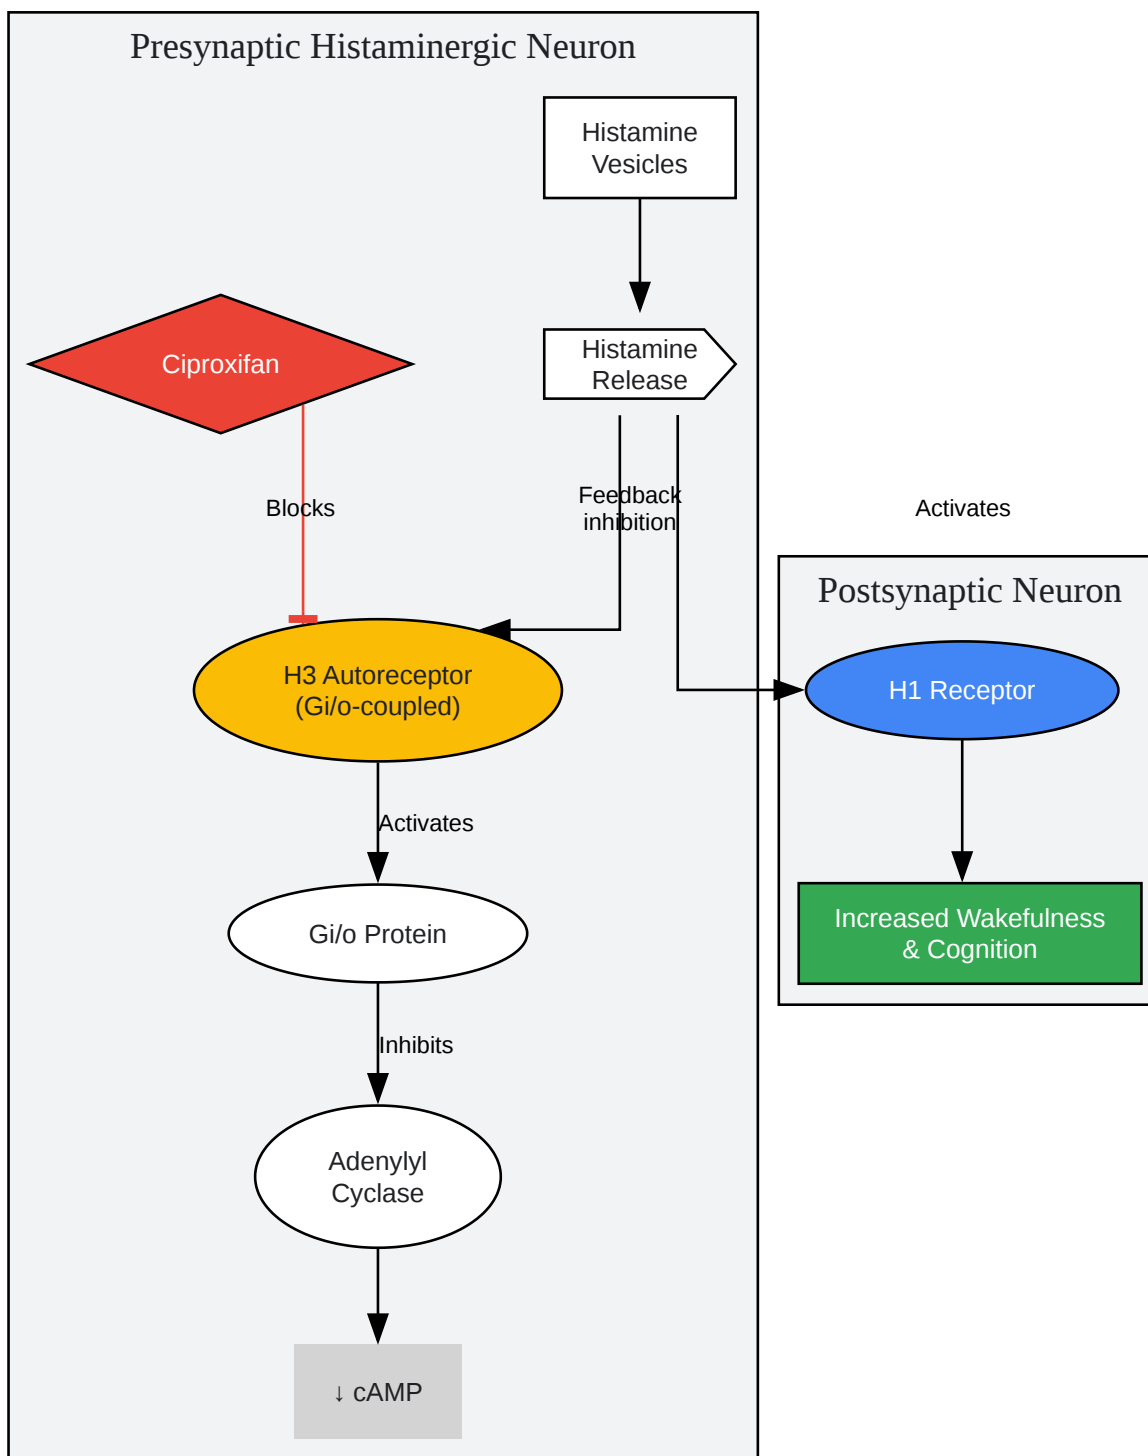 Presynaptic Histaminergic Neuron
Histamine
Vesicles
Histamine
Release
Ciproxifan
Blocks
Feedback
inhibition
Activates
Postsynaptic Neuron
H3 Autoreceptor
(Gi/o-coupled)
H1 Receptor
Activates
Gi/o Protein
Increased Wakefulness
& Cognition
Inhibits
Adenylyl
Cyclase
↓ cAMP